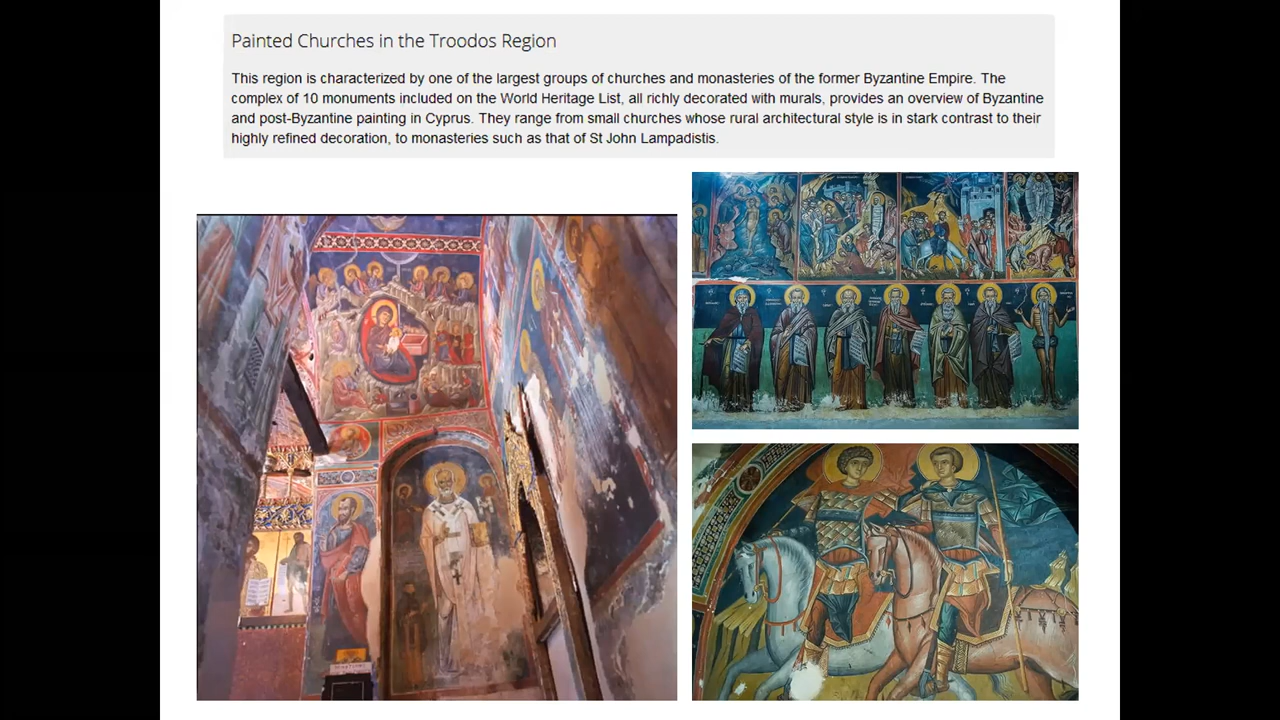 Painted Churches in the Troodos Region
This region is characterized by one of the largest groups of churches and monasteries of the former Byzantine Empire. The
complex of 10 monuments included on the World Heritage List, all richly decorated with murals, provides an overview of Byzantine
and post-Byzantine painting in Cyprus. They range from small churches whose rural architectural style is in stark contrast to their
highly refined decoration, to monasteries such as that of St John Lampadistis.